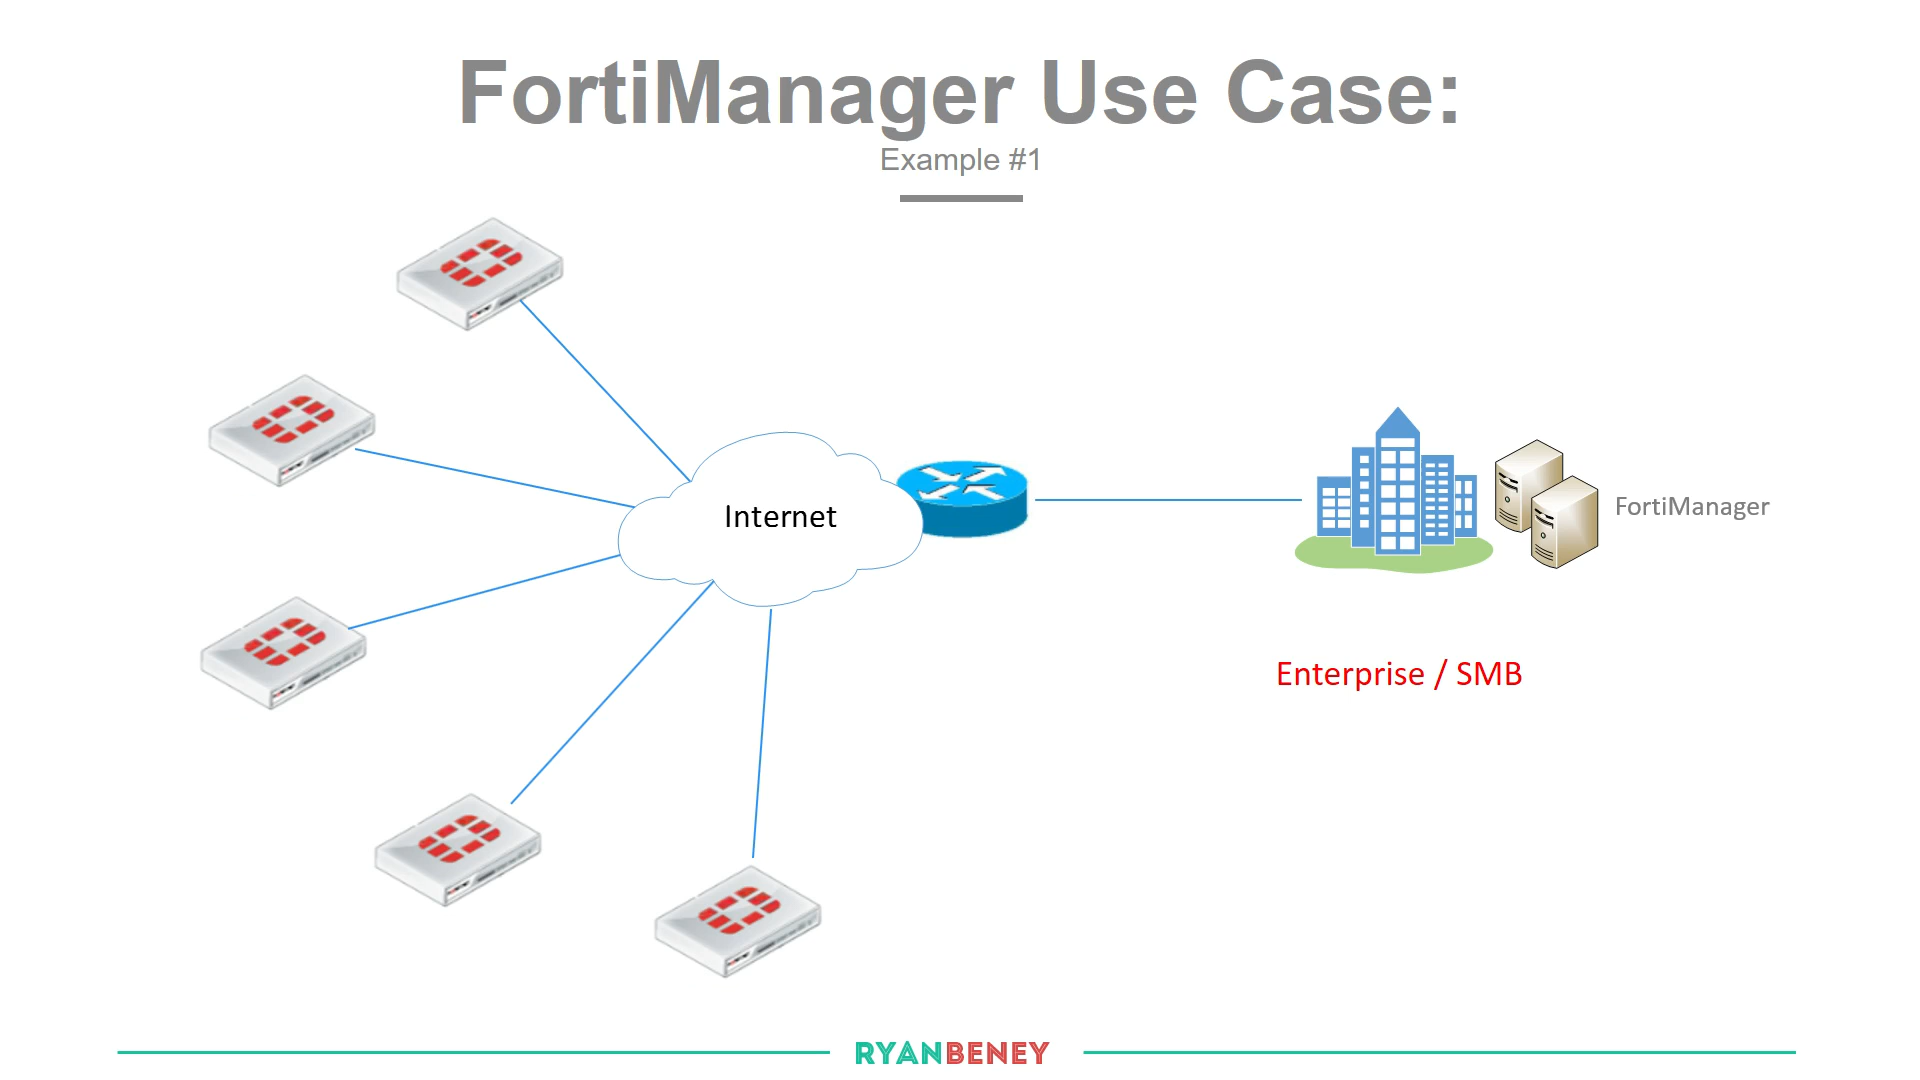 FortiManager Use Case:
Example #1
Internet
FortiManager
Enterprise / SMB
RYANBENEY